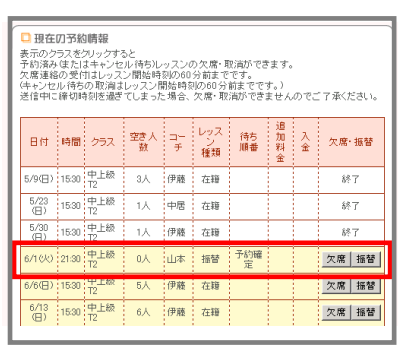 現在の予約情報
表示のクラスをクリックすると
予約済み(またはキャンセル待ち)レッスンの欠席・取消ができます。
欠席連絡の受付はレッスン開始時刻の60分前までです。
(キャンセル待ちの取消はレッスン開始時刻の60分前までです。)
送信中に締切時刻を過ぎてしまった場合、欠席・取消ができませんのでご了承ください。
日付 時間 クラス 空き人数 コーチ レッスン種類 待ち順番 追加料金 入金 欠席・振替
5/9(日) 15:30 中上級T2 3人 伊藤 在籍 終了
5/23(日) 15:30 中上級T2 1人 中居 在籍 終了
5/30(日) 15:30 中上級T2 1人 伊藤 在籍 終了
6/1(火) 21:30 中上級T2 0人 山本 振替 予約確定 欠席 振替
6/6(日) 15:30 中上級T2 5人 伊藤 在籍 欠席 振替
6/13(日) 15:30 中上級T2 6人 伊藤 在籍 欠席 振替